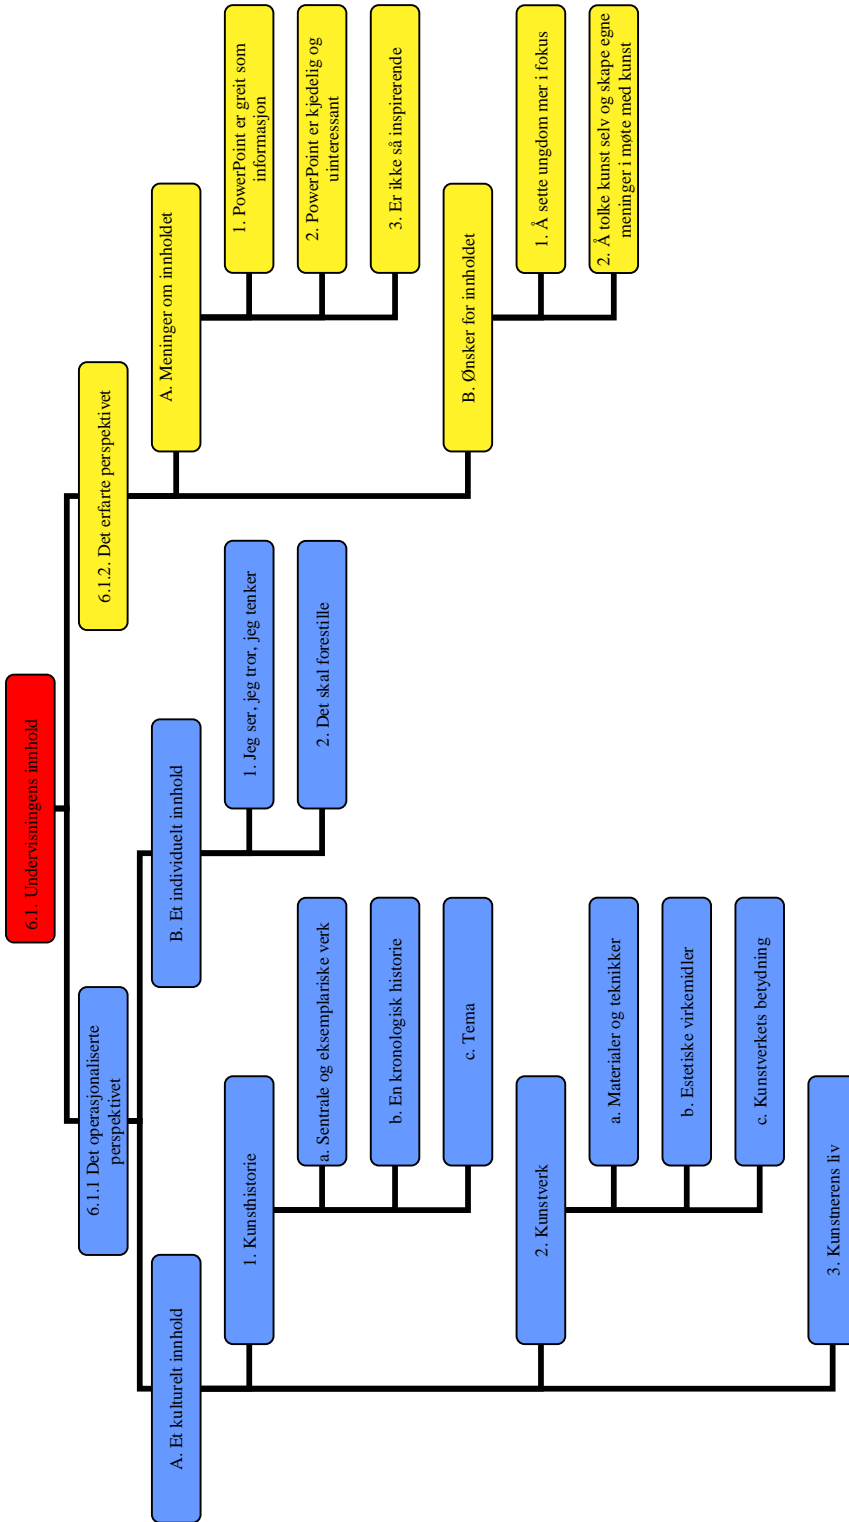 6.1. Undervisningens innhold
6.1.1 Det operasjonaliserte
perspektivet
A. Et kulturelt innhold
1. Kunsthistorie
a. Sentrale og eksemplariske verk
b. En kronologisk historie
c. Tema
2. Kunstverk
a. Materialer og teknikker
b. Estetiske virkemidler
c. Kunstverkets betydning
3. Kunstnerens liv
B. Et individuelt innhold
1. Jeg ser, jeg tror, jeg tenker
2. Det skal forestille
6.1.2. Det erfarte perspektivet
A. Meninger om innholdet
1. PowerPoint er greit som
informasjon
2. PowerPoint er kjedelig og
uinteressant
3. Er ikke så inspirerende
B. Ønsker for innholdet
1. Å sette ungdom mer i fokus
2. Å tolke kunst selv og skape egne
meninger i møte med kunst